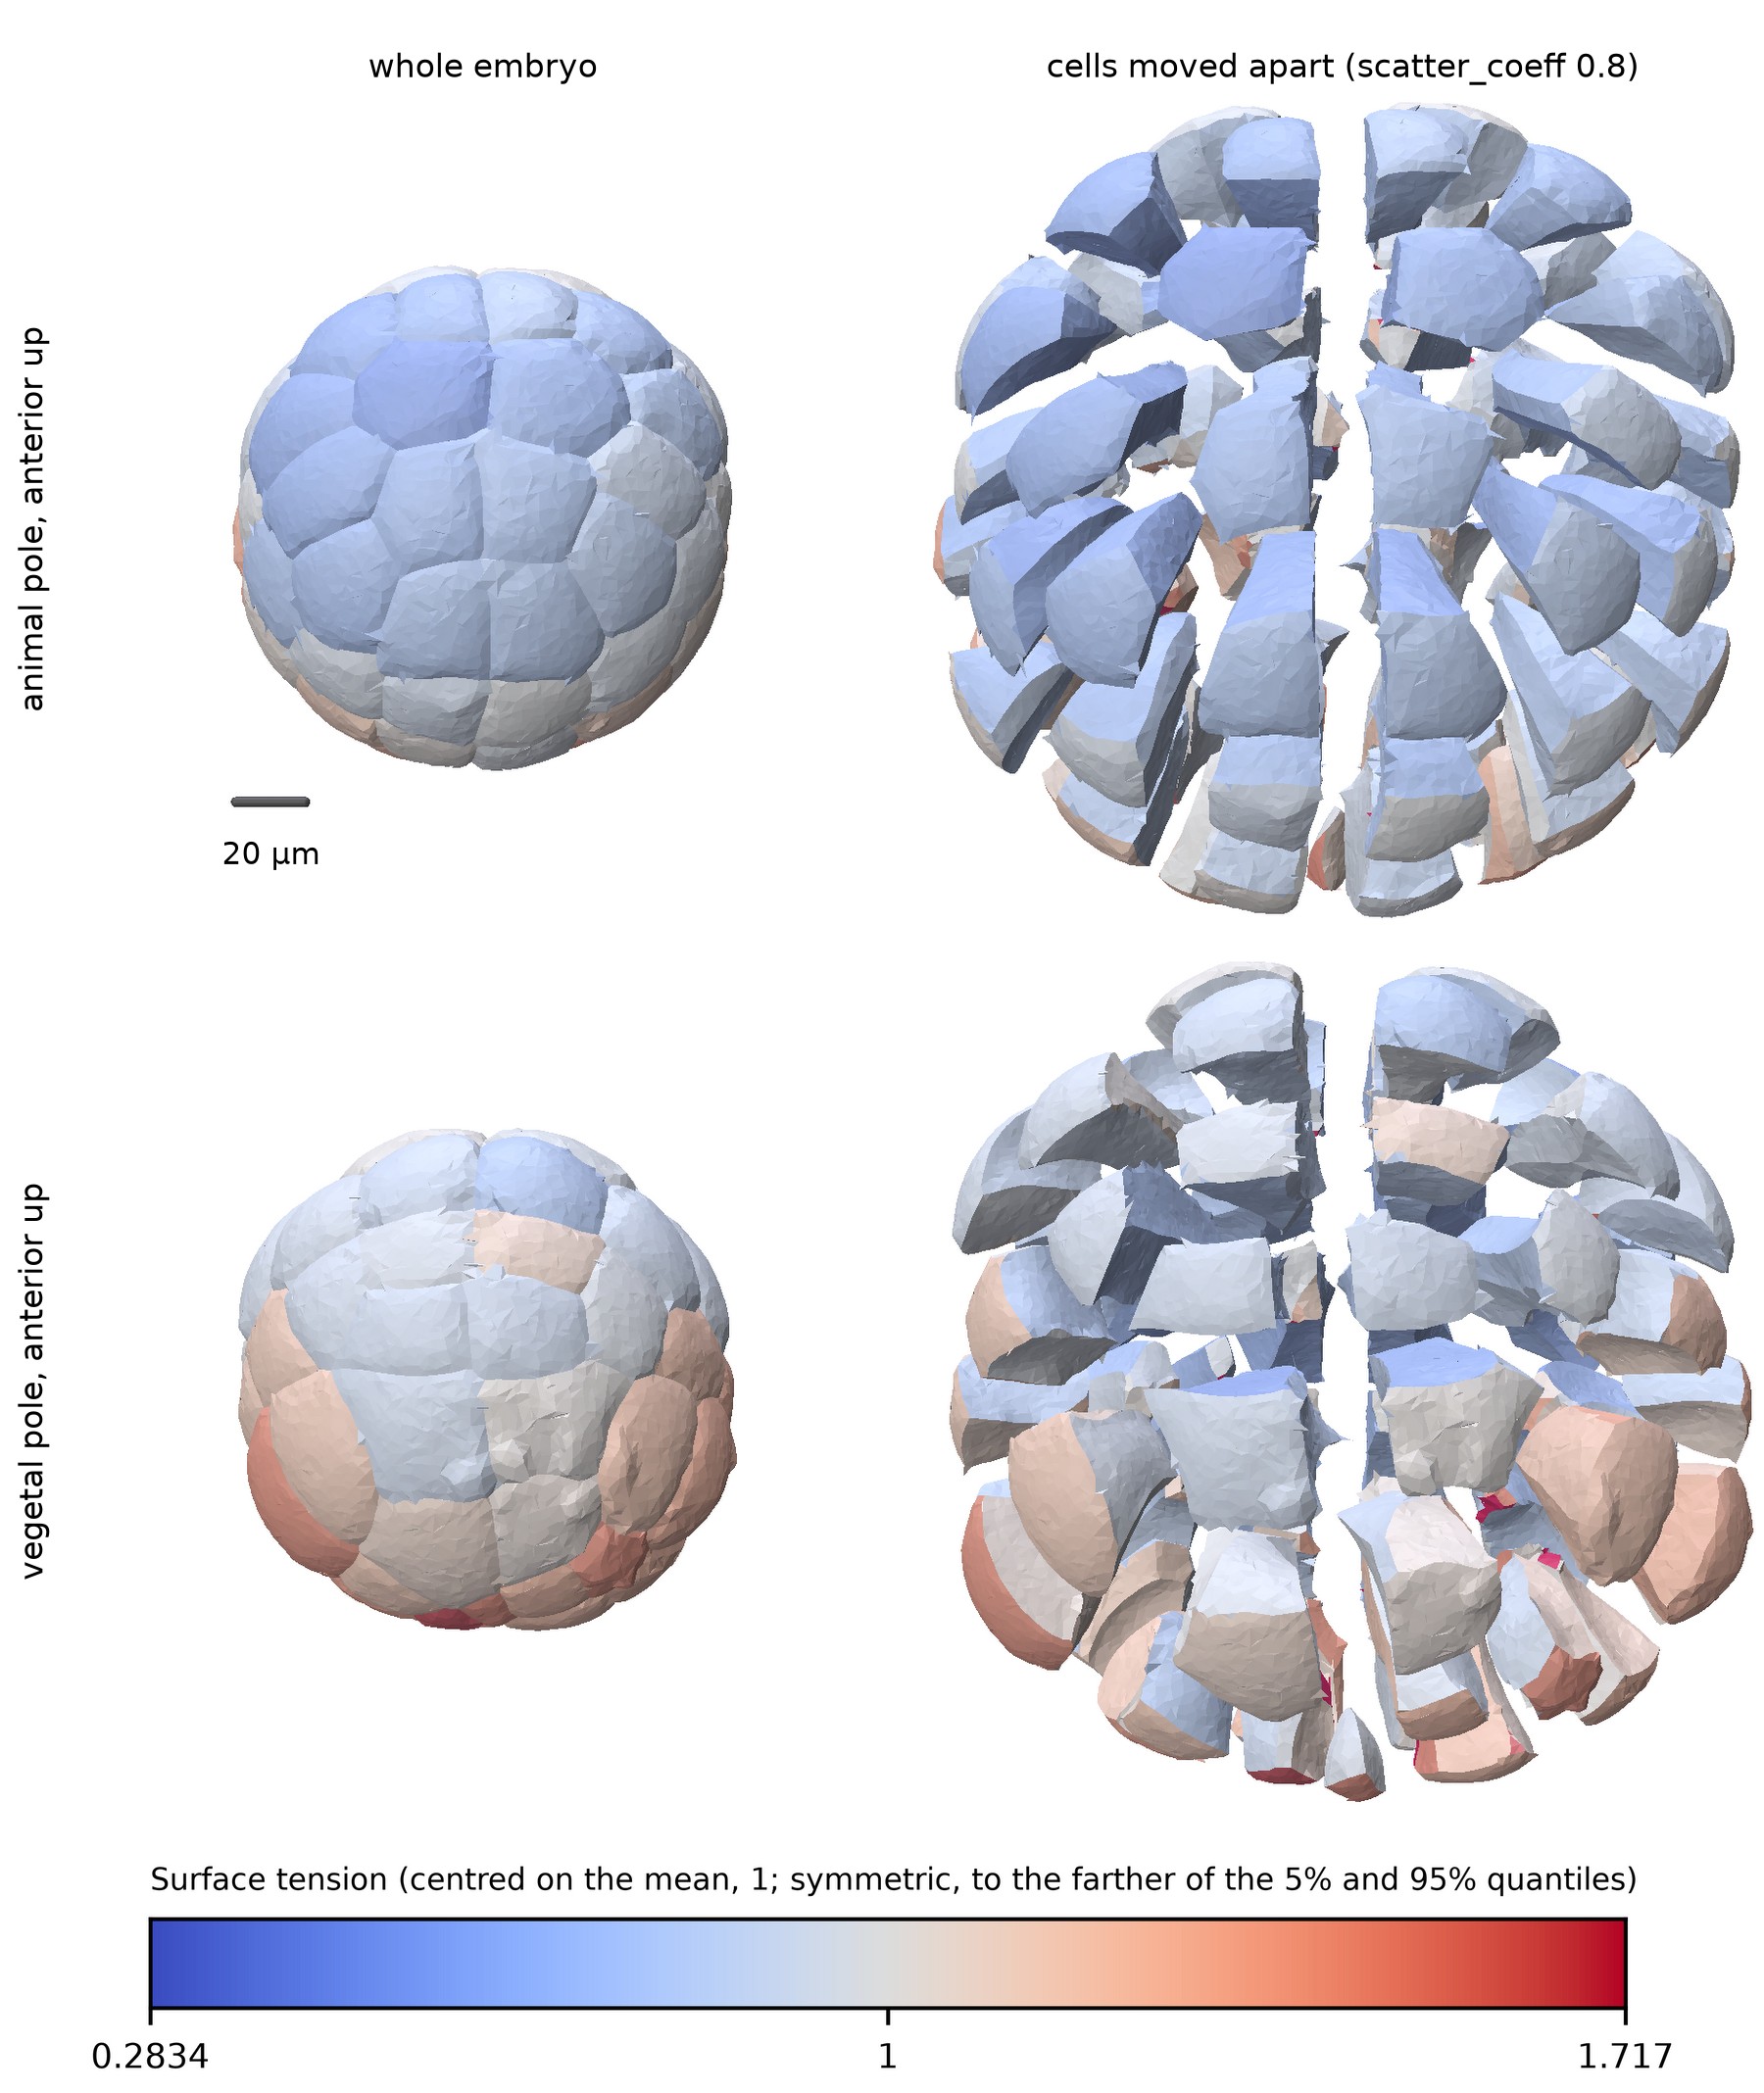 whole embryo
cells moved apart (scatter_coeff 0.8)
animal pole, anterior up
20 µm
vegetal pole, anterior up
Surface tension (centred on the mean, 1; symmetric, to the farther of the 5% and 95% quantiles)
0.2834
1
1.717